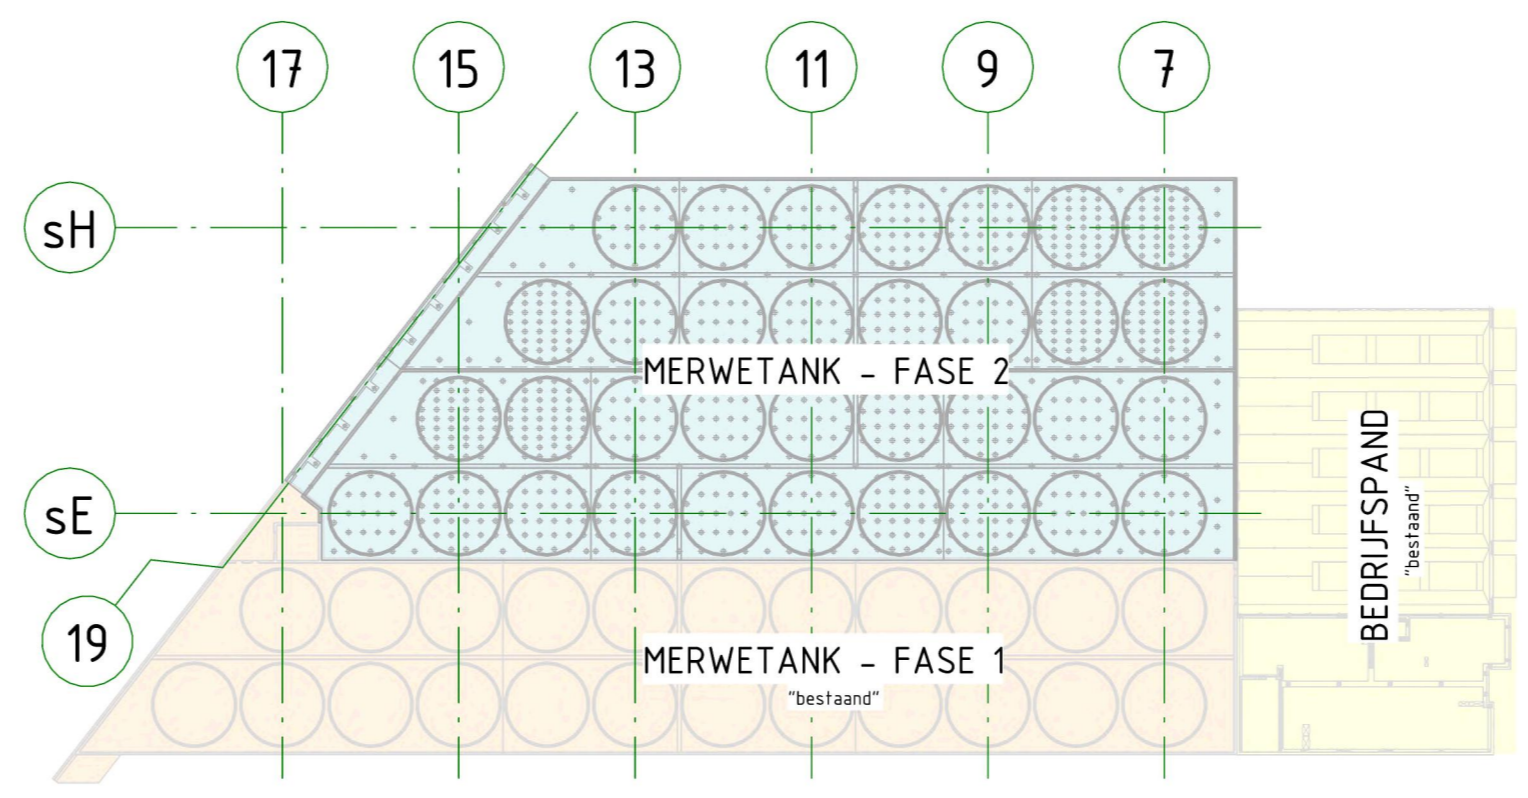 17 15 13 11 9 7
sH
MERWETANK - FASE 2
sE
19
MERWETANK - FASE 1
"bestaand"
BEDRIJFSPAND
"bestaand"